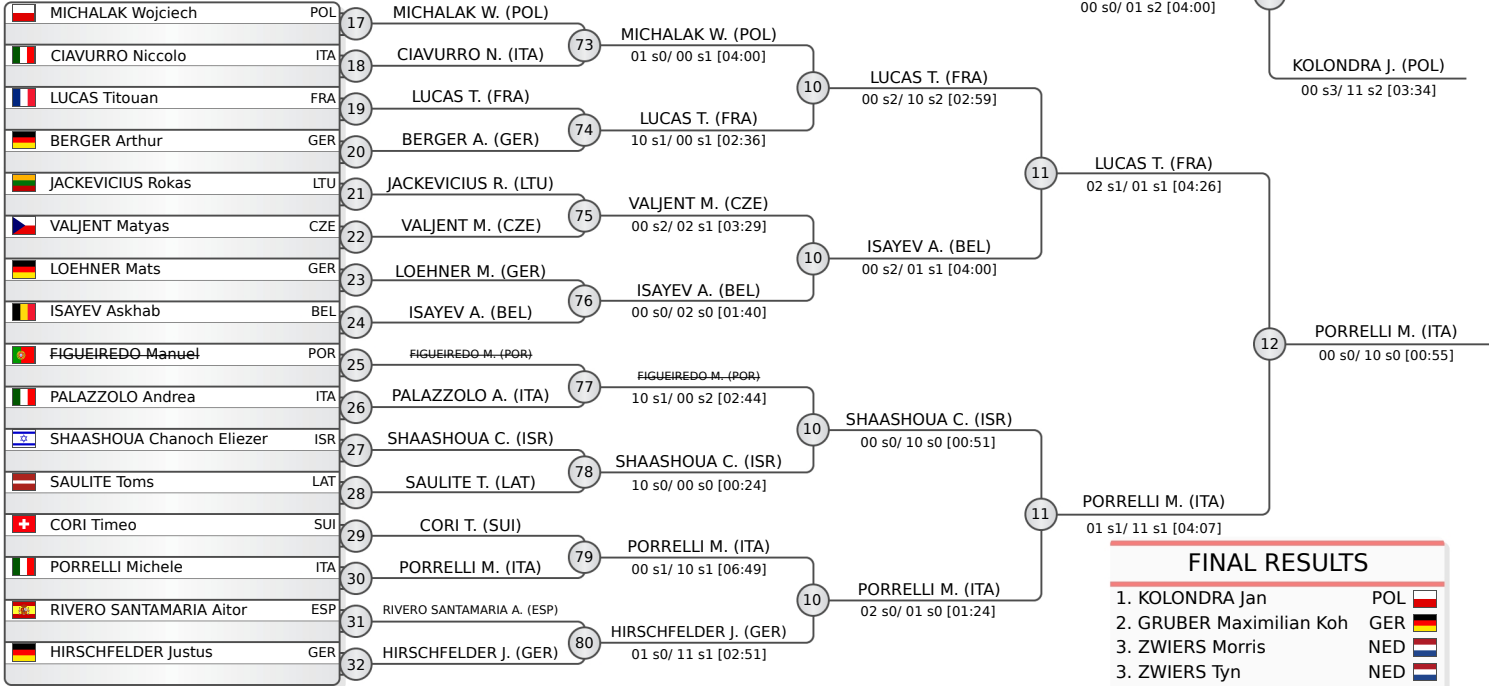 MICHALAK Wojciech POL
CIAVURRO Niccolo ITA
LUCAS Titouan FRA
BERGER Arthur GER
JACKEVICIUS Rokas LTU
VALJENT Matyas CZE
LOEHNER Mats GER
ISAYEV Askhab BEL
FIGUEIREDO Manuel POR
PALAZZOLO Andrea ITA
SHAASHOUA Chanoch Eliezer ISR
SAULITE Toms LAT
CORI Timeo SUI
PORRELLI Michele ITA
RIVERO SANTAMARIA Aitor ESP
HIRSCHFELDER Justus GER
17
18
19
20
21
22
23
24
25
26
27
28
29
30
31
32
MICHALAK W. (POL)
CIAVURRO N. (ITA)
LUCAS T. (FRA)
BERGER A. (GER)
JACKEVICIUS R. (LTU)
VALJENT M. (CZE)
LOEHNER M. (GER)
ISAYEV A. (BEL)
FIGUEIREDO M. (POR)
PALAZZOLO A. (ITA)
SHAASHOUA C. (ISR)
SAULITE T. (LAT)
CORI T. (SUI)
PORRELLI M. (ITA)
RIVERO SANTAMARIA A. (ESP)
HIRSCHFELDER J. (GER)
73
74
75
76
77
78
79
80
MICHALAK W. (POL)
01 s0/ 00 s1 [04:00]
LUCAS T. (FRA)
10 s1/ 00 s1 [02:36]
VALJENT M. (CZE)
00 s2/ 02 s1 [03:29]
ISAYEV A. (BEL)
00 s0/ 02 s0 [01:40]
FIGUEIREDO M. (POR)
10 s1/ 00 s2 [02:44]
SHAASHOUA C. (ISR)
10 s0/ 00 s0 [00:24]
PORRELLI M. (ITA)
00 s1/ 10 s1 [06:49]
HIRSCHFELDER J. (GER)
01 s0/ 11 s1 [02:51]
10
10
10
10
LUCAS T. (FRA)
00 s2/ 10 s2 [02:59]
ISAYEV A. (BEL)
00 s2/ 01 s1 [04:00]
SHAASHOUA C. (ISR)
00 s0/ 10 s0 [00:51]
PORRELLI M. (ITA)
02 s0/ 01 s0 [01:24]
11
11
00 s0/ 01 s2 [04:00]
LUCAS T. (FRA)
02 s1/ 01 s1 [04:26]
PORRELLI M. (ITA)
01 s1/ 11 s1 [04:07]
12
KOLONDRA J. (POL)
00 s3/ 11 s2 [03:34]
PORRELLI M. (ITA)
00 s0/ 10 s0 [00:55]
FINAL RESULTS
1. KOLONDRA Jan POL
2. GRUBER Maximilian Koh GER
3. ZWIERS Morris NED
3. ZWIERS Tyn NED